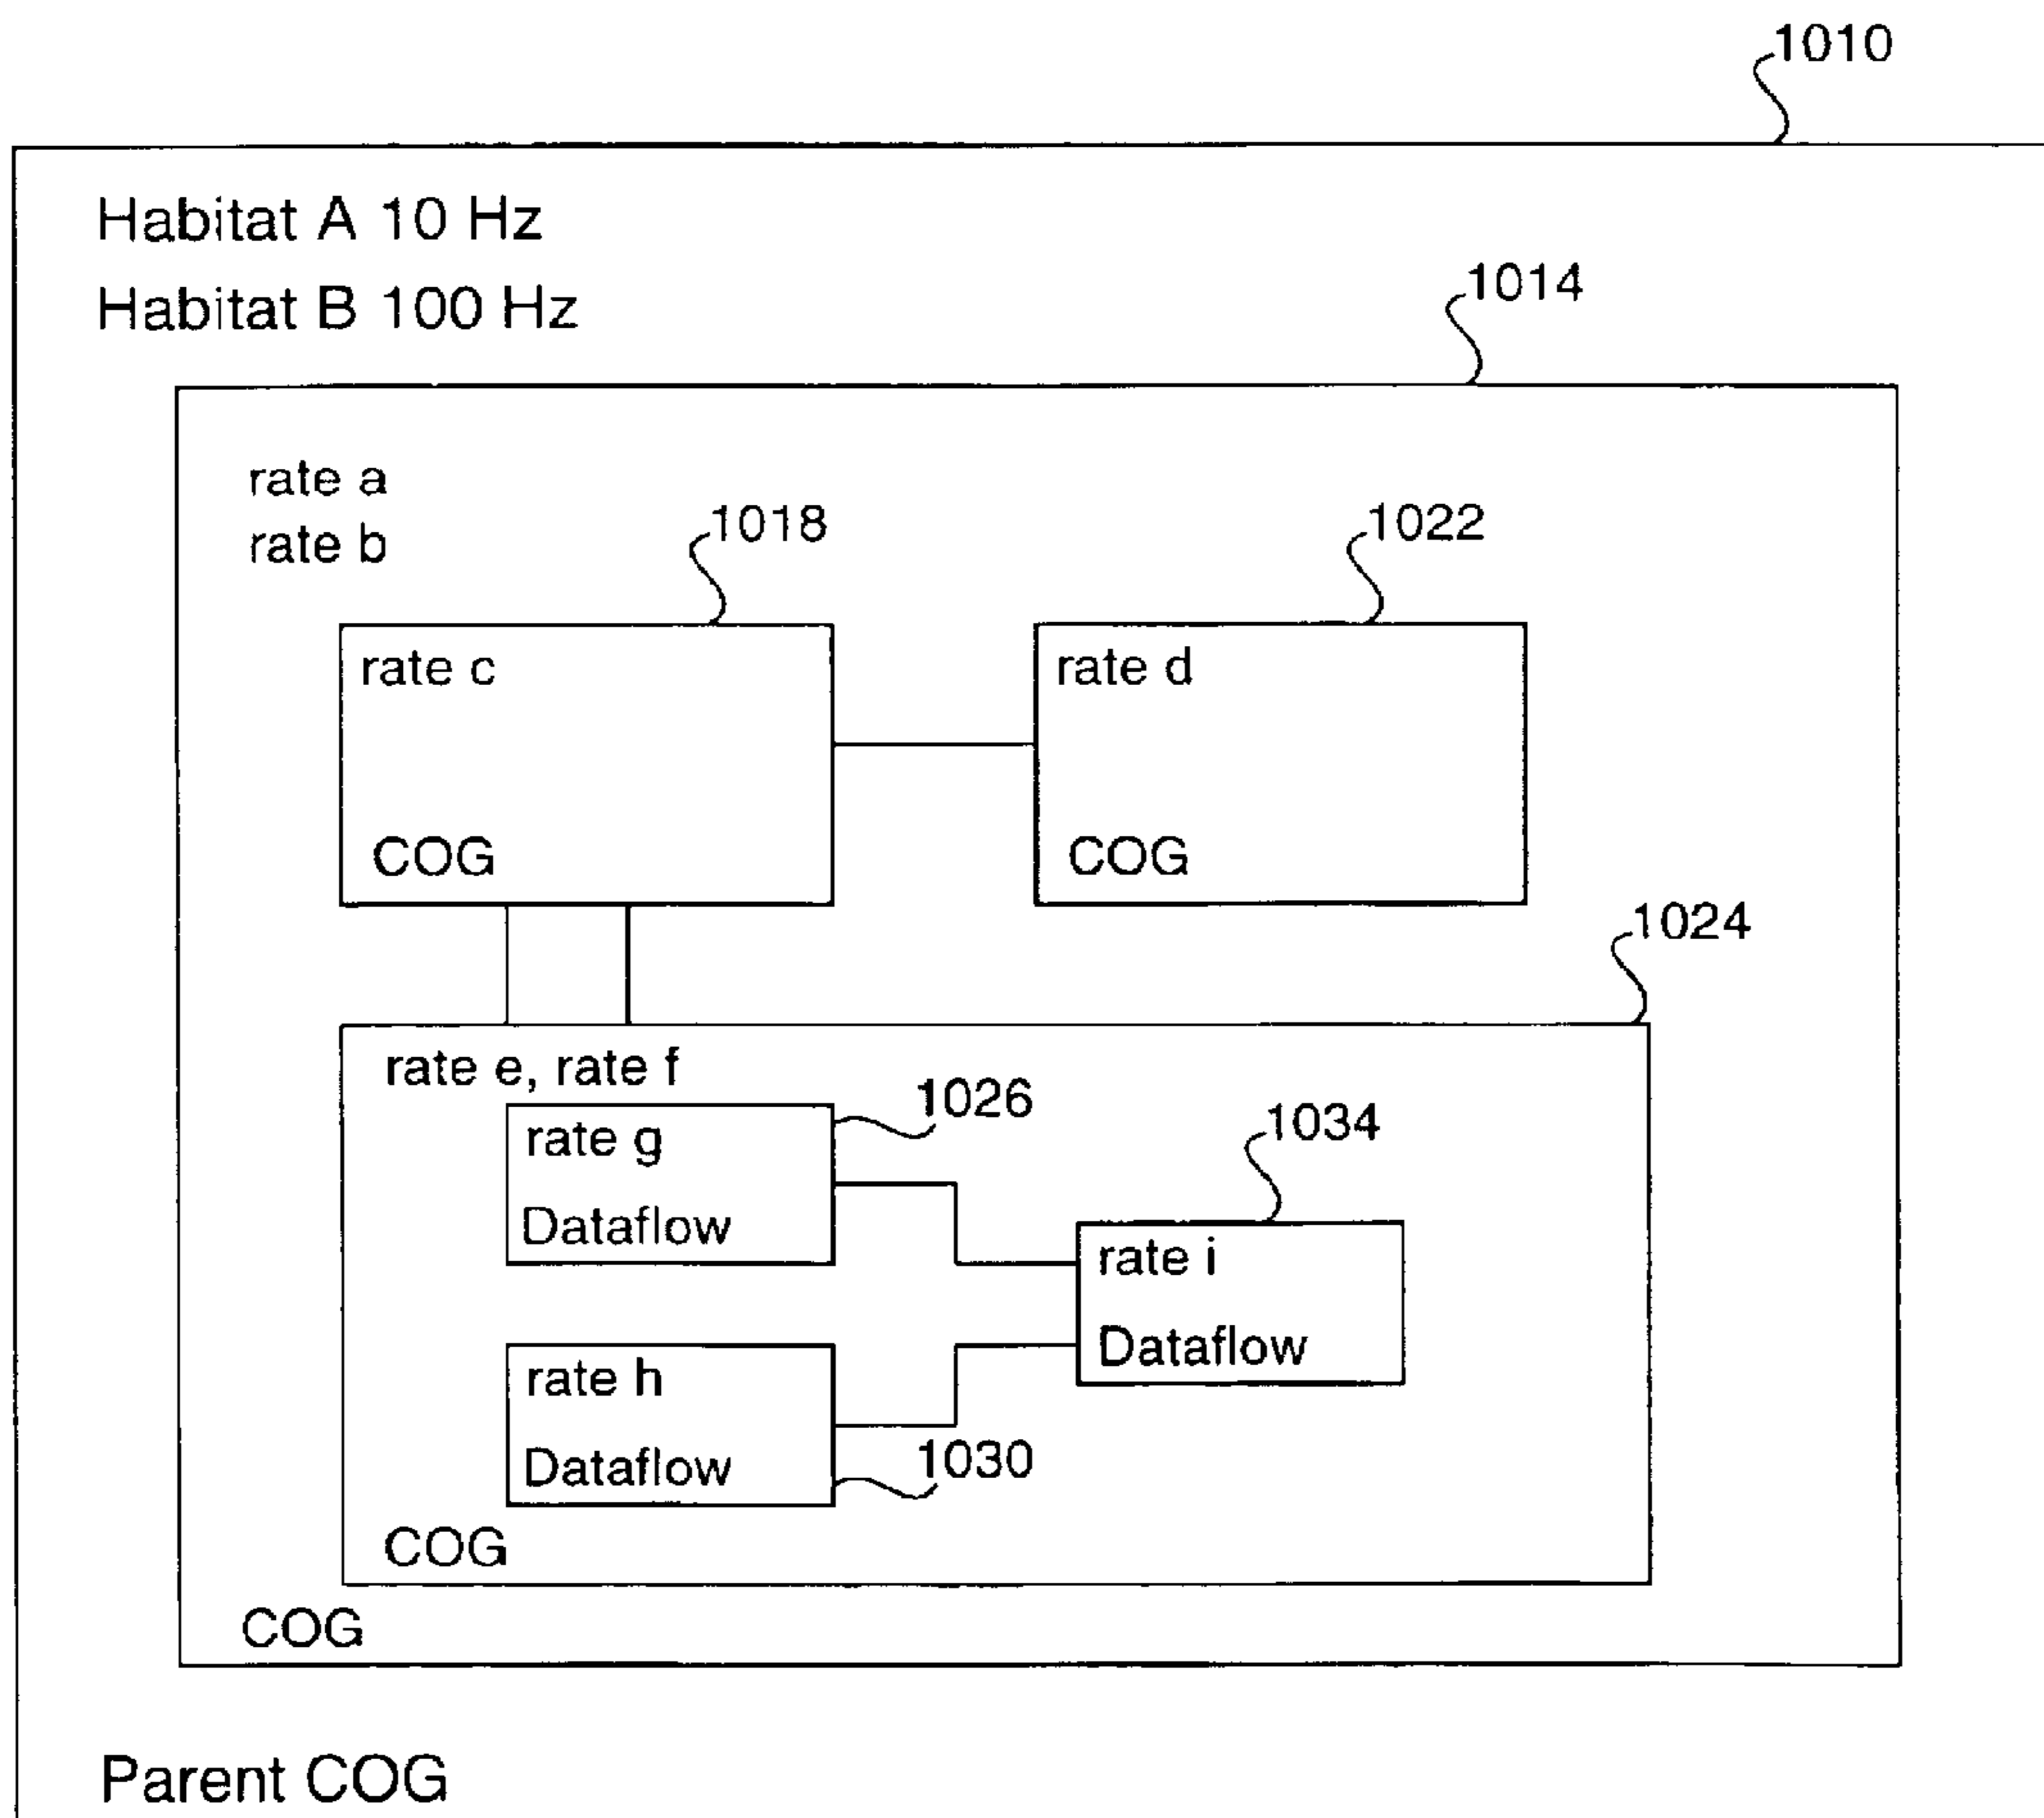 1010
Habitat A 10 Hz
Habitat B 100 Hz
1014
rate a
rate b
1018
1022
rate c
rate d
COG
COG
1024
rate e, rate f
1026
rate g
1034
Dataflow
rate i
Dataflow
rate h
1030
Dataflow
COG
COG
Parent COG